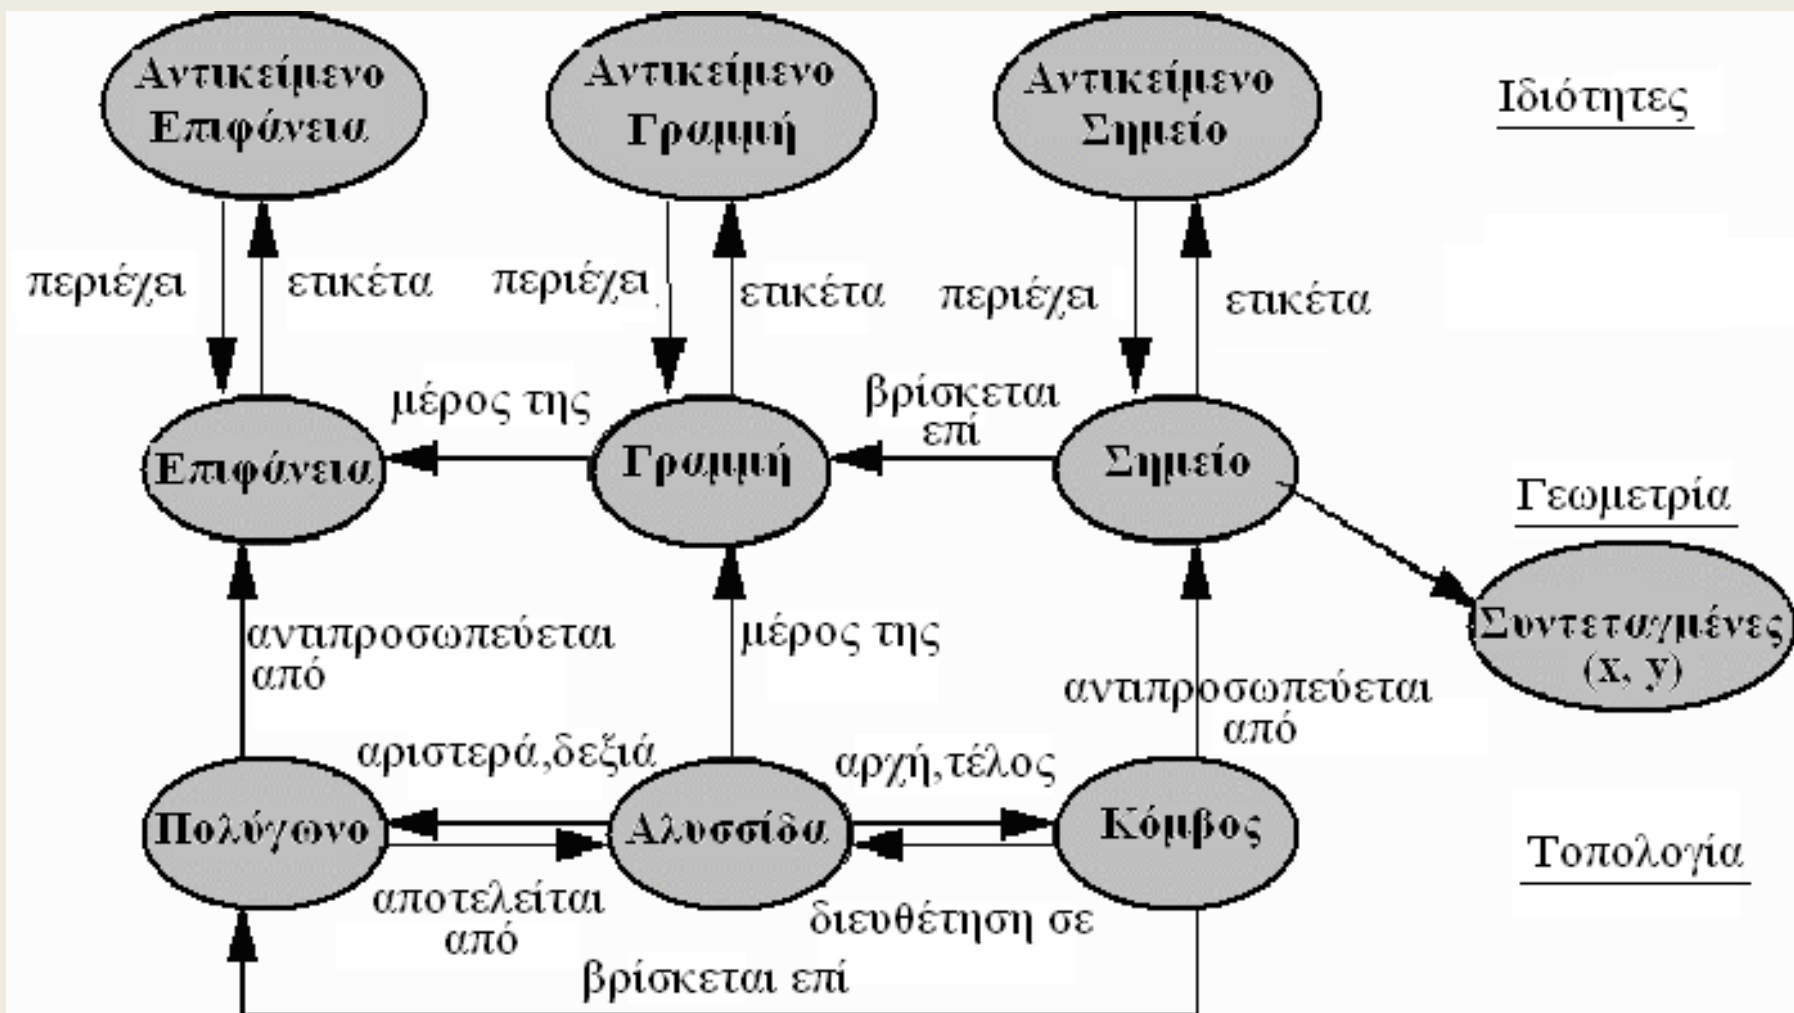 Αντικείμενο
Επιφάνεια
Αντικείμενο
Γραμμή
Αντικείμενο
Σημείο
Ιδιότητες
περιέχει
ετικέτα
περιέχει
ετικέτα
περιέχει
ετικέτα
μέρος της
βρίσκεται
επί
Επιφάνεια
Γραμμή
Σημείο
Γεωμετρία
Συντεταγμένες
(x, y)
αντιπροσωπεύεται
από
μέρος της
αντιπροσωπεύεται
από
αριστερά,δεξιά
αρχή,τέλος
Πολύγωνο
Αλυσσίδα
Κόμβος
Τοπολογία
αποτελείται
από
διευθέτηση σε
βρίσκεται επί